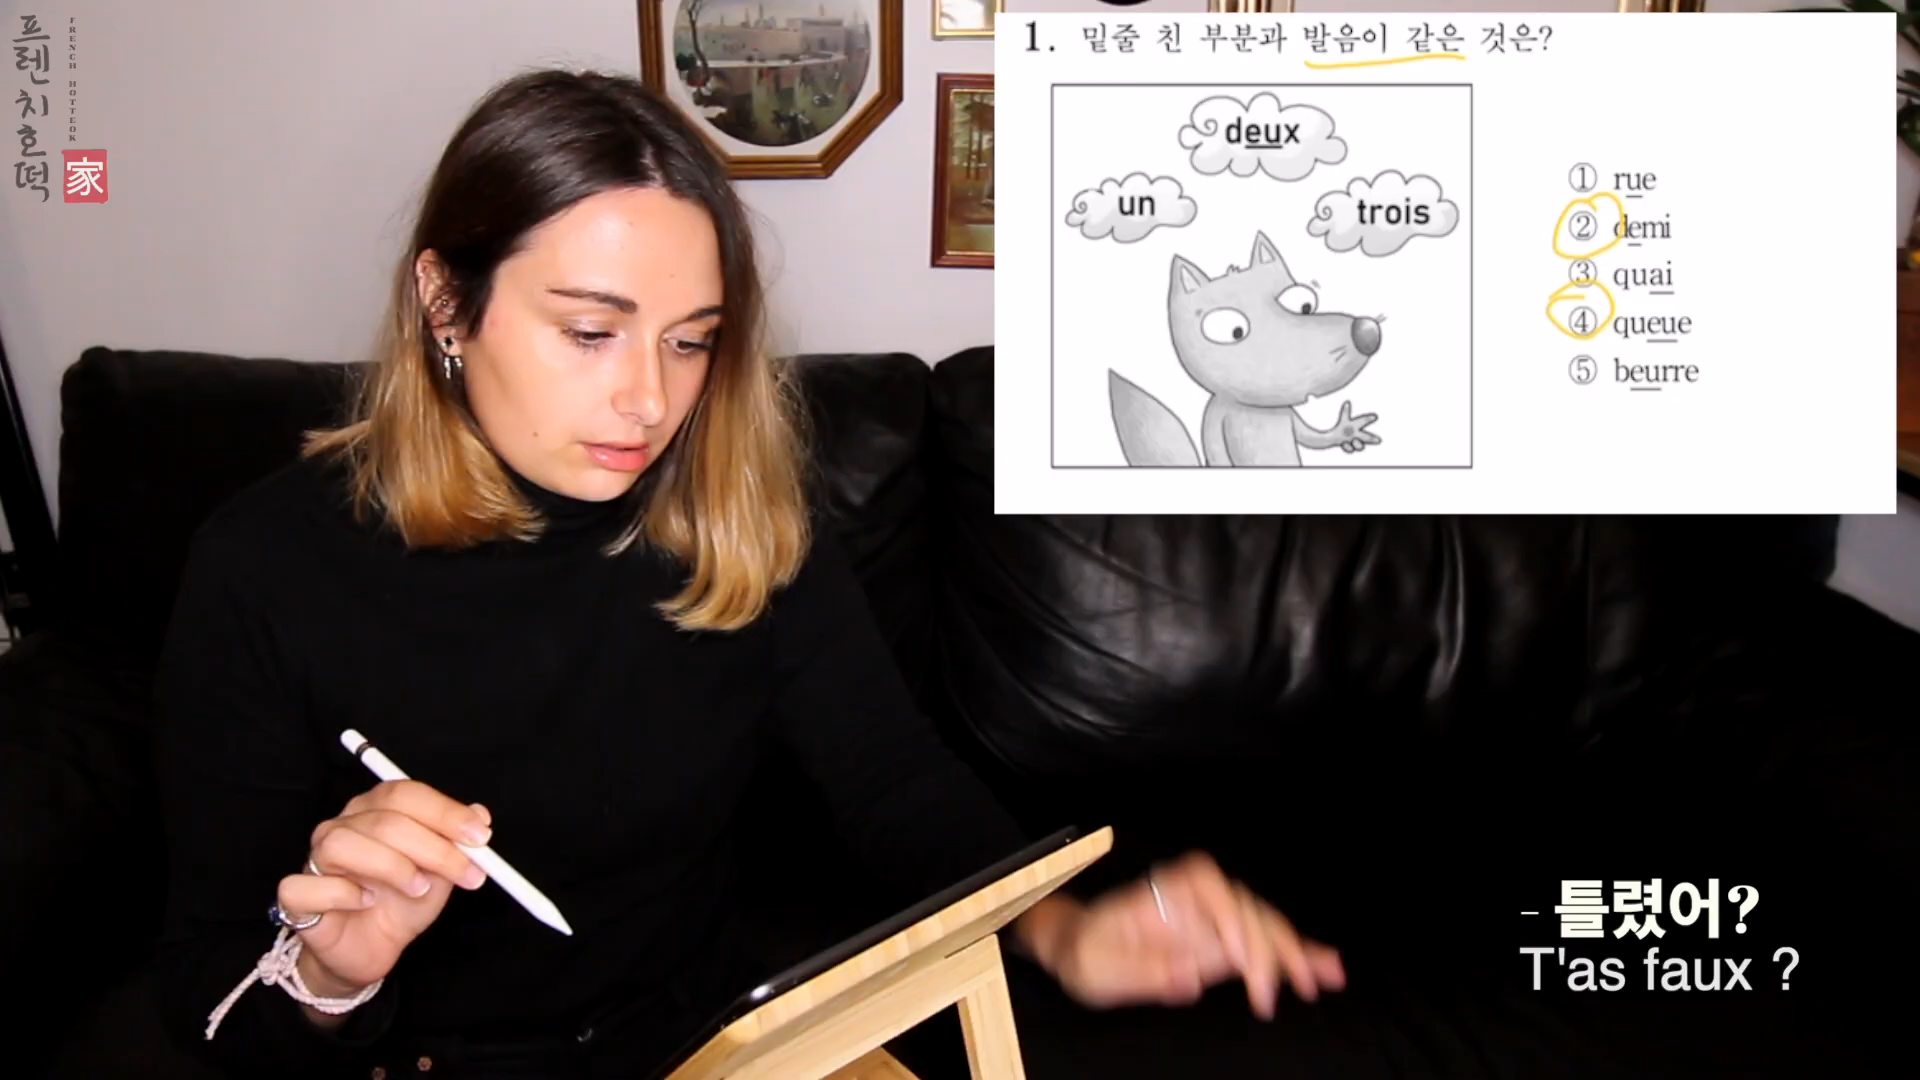 프렌치호떡
FRENCH HOTTEOK
家
1. 밑줄 친 부분과 발음이 같은 것은?
deux
un
trois
① rue
② demi
③ quai
④ queue
⑤ beurre
- 틀렸어?
T'as faux ?